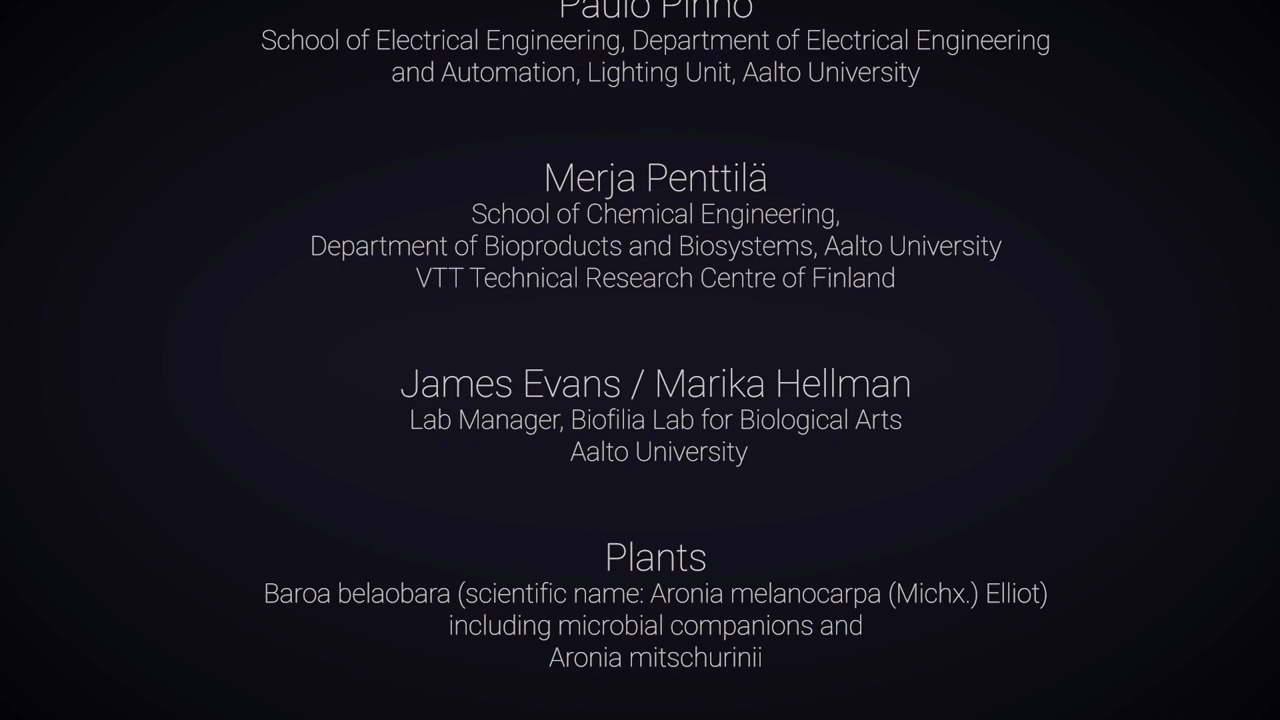 Paulo Pinho
School of Electrical Engineering, Department of Electrical Engineering
and Automation, Lighting Unit, Aalto University
Merja Penttilä
School of Chemical Engineering,
Department of Bioproducts and Biosystems, Aalto University
VTT Technical Research Centre of Finland
James Evans / Marika Hellman
Lab Manager, Biofilia Lab for Biological Arts
Aalto University
Plants
Baroa belaobara (scientific name: Aronia melanocarpa (Michx.) Elliot)
including microbial companions and
Aronia mitschurinii